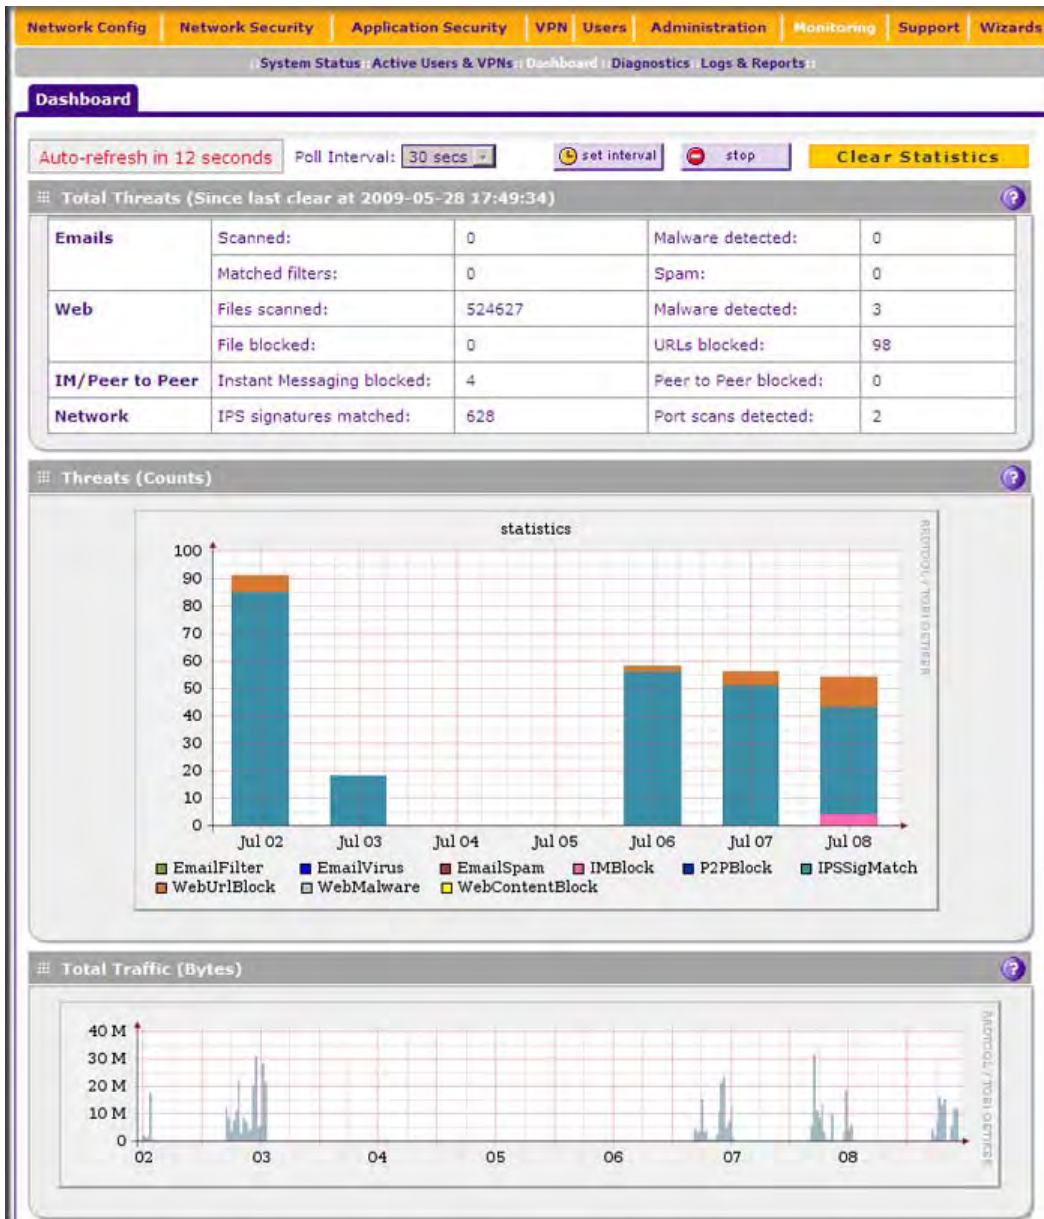 Network Config Network Security Application Security VPN Users Administration Monitoring Support Wizards
:: System Status :: Active Users & VPNs :: Dashboard :: Diagnostics :: Logs & Reports ::
Dashboard
Auto-refresh in 12 seconds Poll Interval: 30 secs set interval stop Clear Statistics
Total Threats (Since last clear at 2009-05-28 17:49:34) ?
Emails Scanned: 0 Malware detected: 0
Matched filters: 0 Spam: 0
Web Files scanned: 524627 Malware detected: 3
File blocked: 0 URLs blocked: 98
IM/Peer to Peer Instant Messaging blocked: 4 Peer to Peer blocked: 0
Network IPS signatures matched: 628 Port scans detected: 2
Threats (Counts) ?
statistics
RRDTOOL / TOBI OETIKER
100
90
80
70
60
50
40
30
20
10
0
Jul 02 Jul 03 Jul 04 Jul 05 Jul 06 Jul 07 Jul 08
EmailFilter EmailVirus EmailSpam IMBlock P2PBlock IPSSigMatch
WebUrlBlock WebMalware WebContentBlock
Total Traffic (Bytes) ?
RRDTOOL / TOBI OETIKER
40 M
30 M
20 M
10 M
0
02 03 04 05 06 07 08